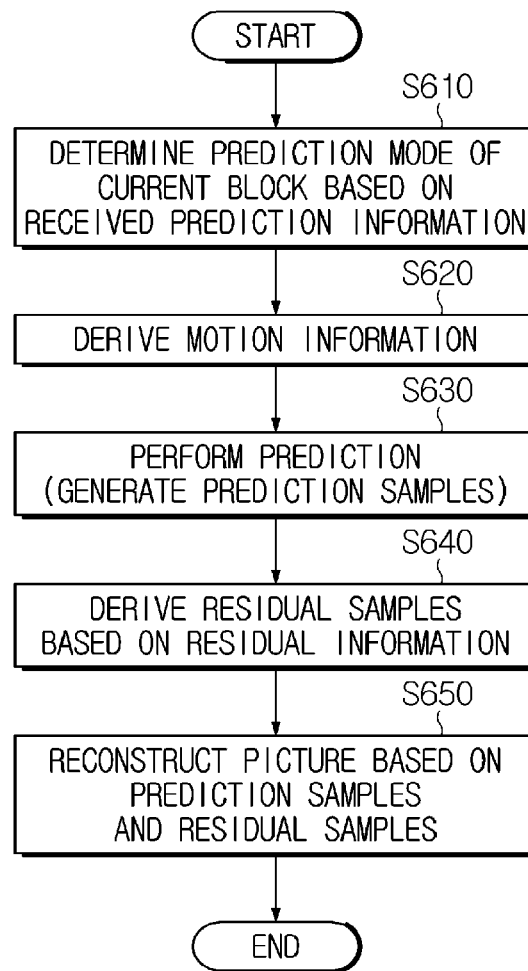 START
S610
DETERMINE PREDICTION MODE OF
CURRENT BLOCK BASED ON
RECEIVED PREDICTION INFORMATION
S620
DERIVE MOTION INFORMATION
S630
PERFORM PREDICTION
(GENERATE PREDICTION SAMPLES)
S640
DERIVE RESIDUAL SAMPLES
BASED ON RESIDUAL INFORMATION
S650
RECONSTRUCT PICTURE BASED ON
PREDICTION SAMPLES
AND RESIDUAL SAMPLES
END